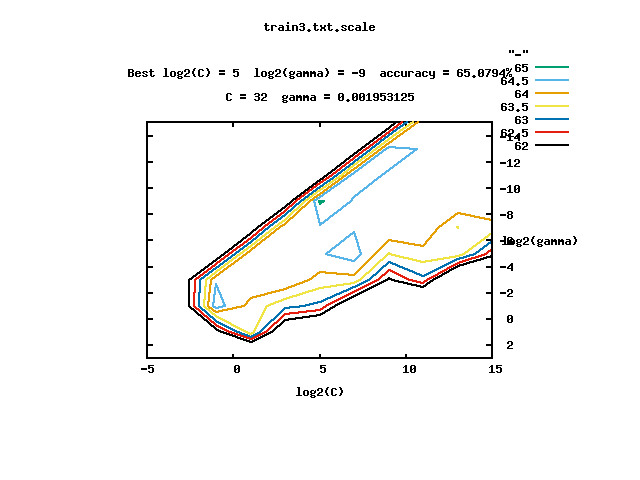 train3.txt.scale
"-"
Best log2(C) = 5  log2(gamma) = -9  accuracy = 65.0794%
65
64.5
64
63.5
63
62.5
62
C = 32  gamma = 0.001953125
-14
-12
-10
-8
-6
log2(gamma)
-4
-2
0
2
-5 0 5 10 15
log2(C)